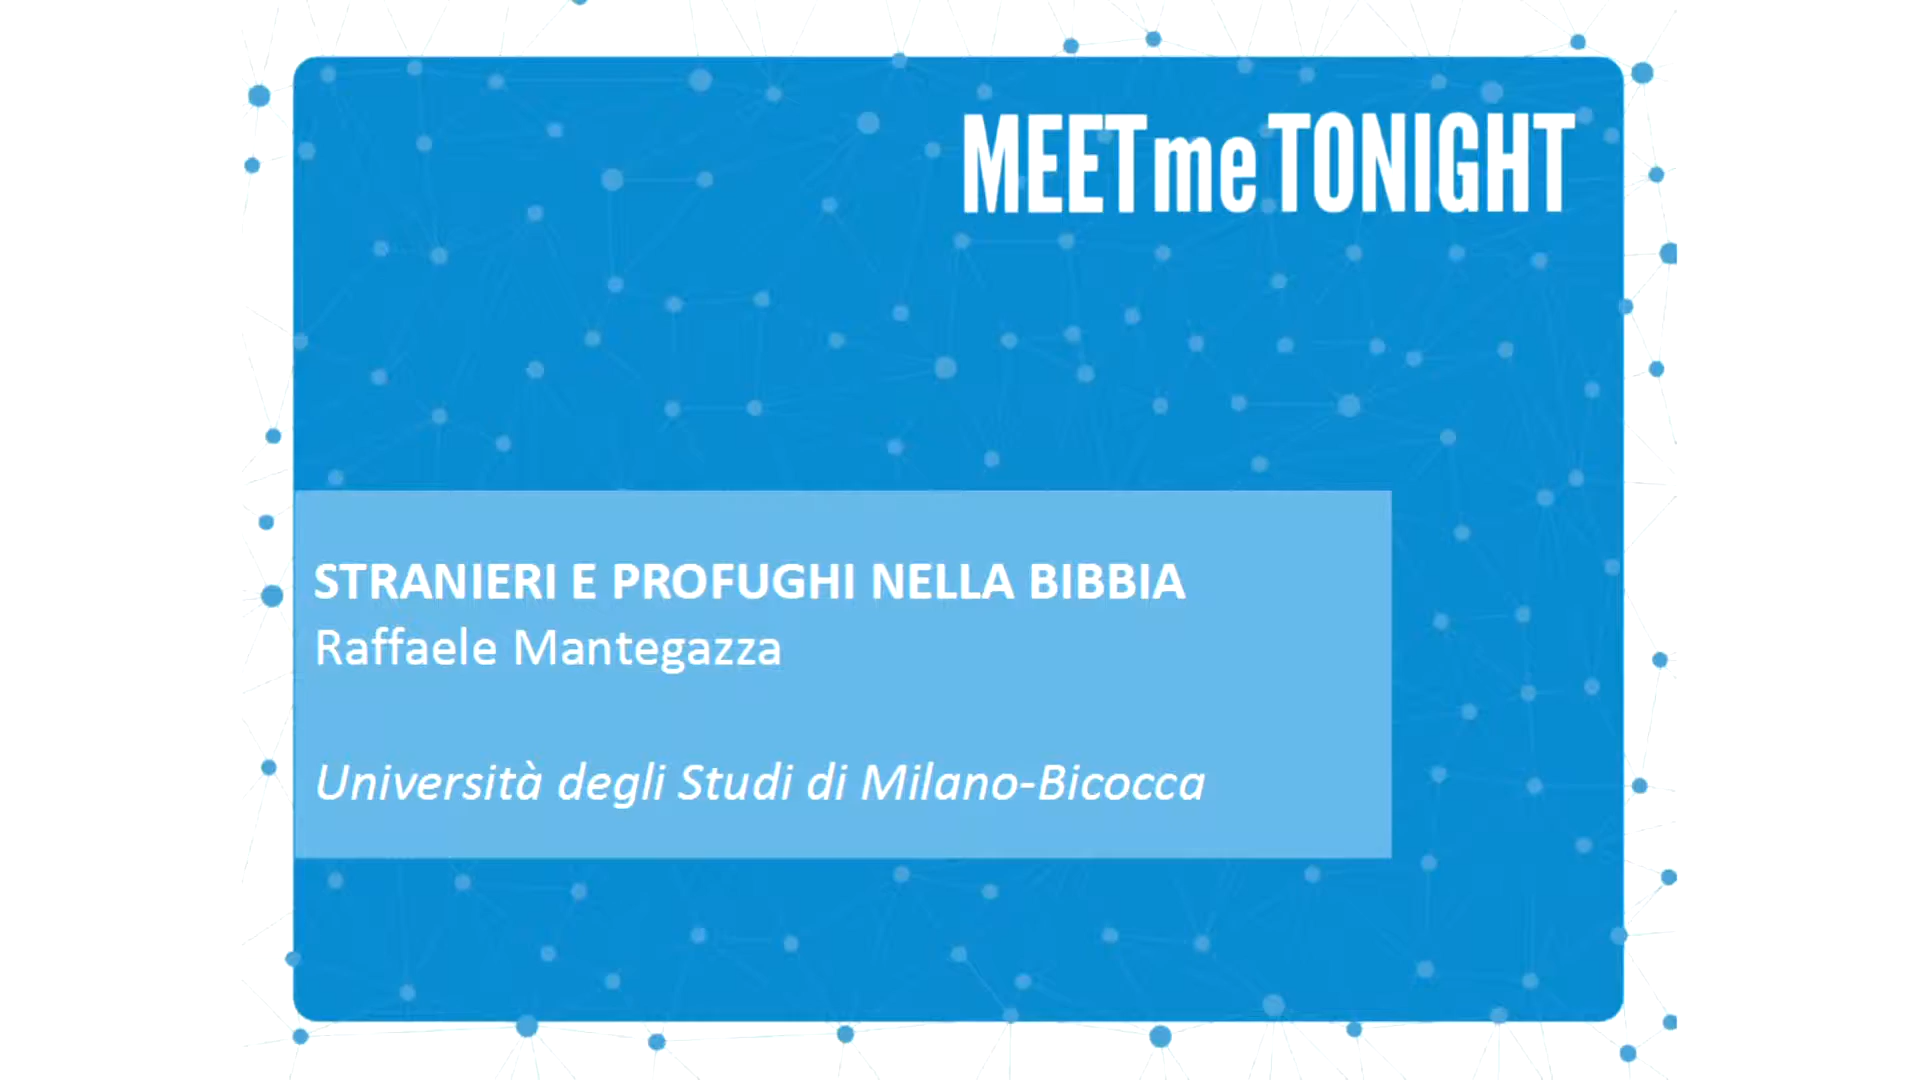 MEETmeTONIGHT
STRANIERI E PROFUGHI NELLA BIBBIA
Raffaele Mantegazza
Università degli Studi di Milano-Bicocca